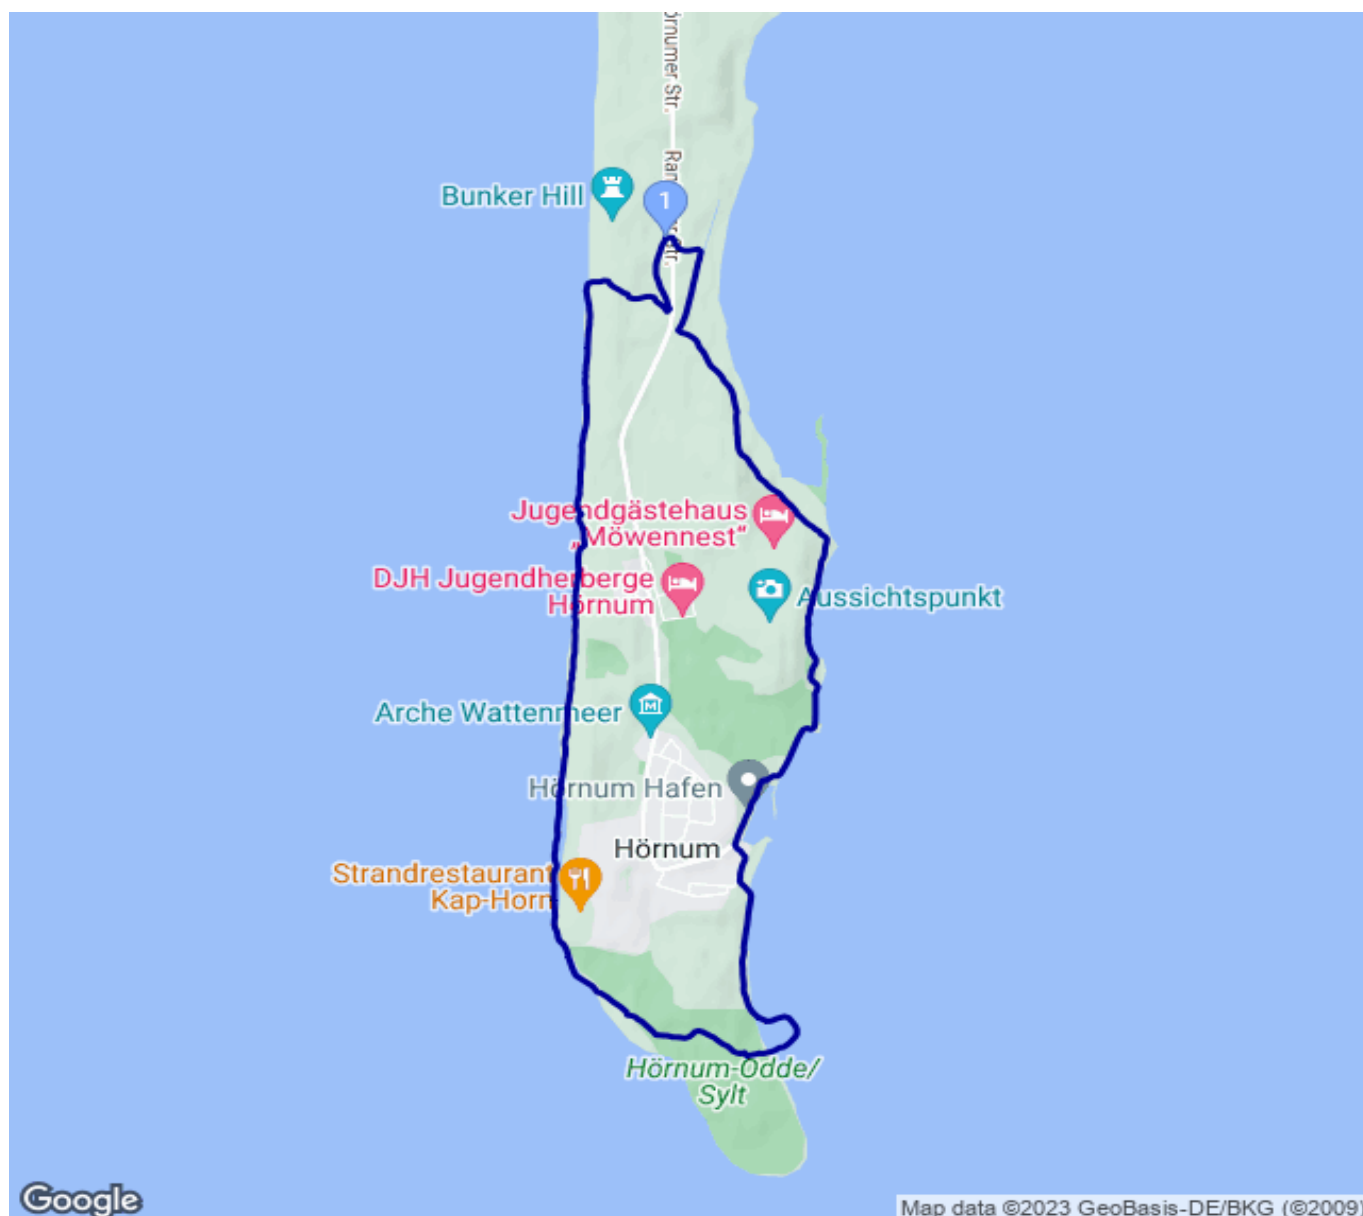 örnumer Str.
Bunker Hill
1
Jugendgästehaus
„Möwennest“
DJH Jugendherberge
Hörnum
Aussichtspunkt
Arche Wattenmeer
Hörnum Hafen
Hörnum
Strandrestaurant
Kap-Horn
Hörnum-Odde/
Sylt
Google
Map data ©2023 GeoBasis-DE/BKG (©2009)